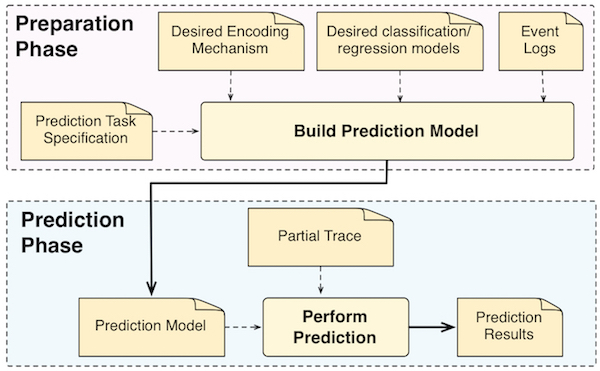 Preparation
Phase
Desired Encoding
Mechanism
Desired classification/
regression models
Event
Logs
Prediction Task
Specification
Build Prediction Model
Prediction
Phase
Partial Trace
Prediction Model
Perform
Prediction
Prediction
Results